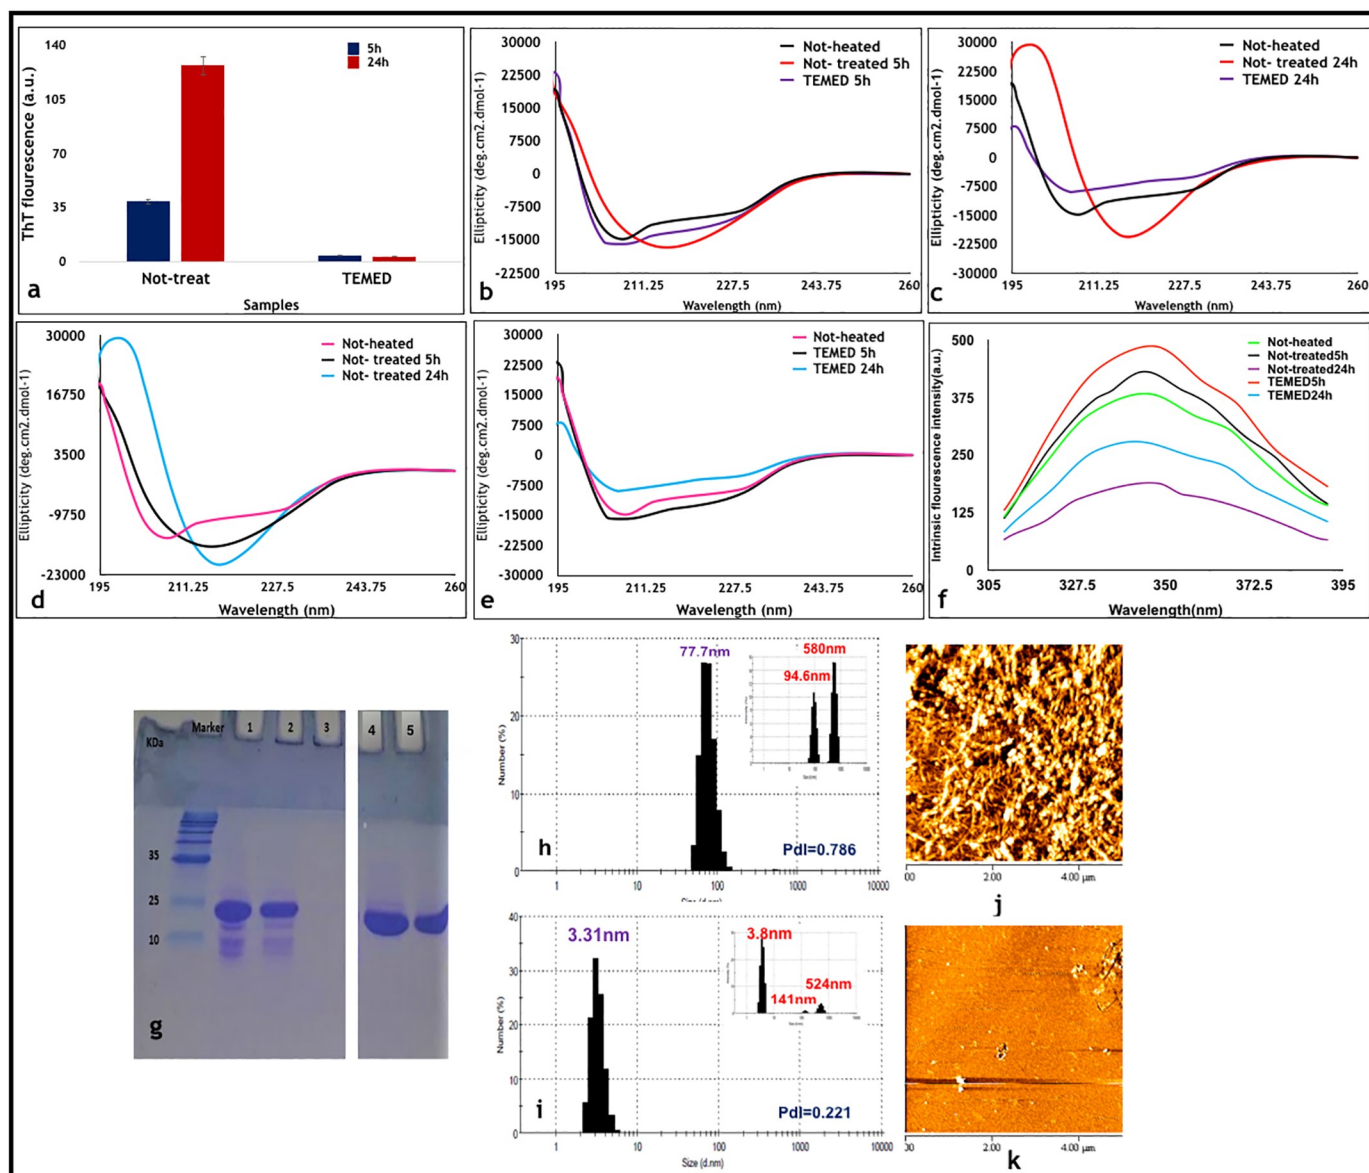 140
105
70
35
0
ThT flourescence (a.u.)
5h
24h
Not-treat
TEMED
Samples
a
30000
22500
15000
7500
0
-7500
-15000
-22500
Ellipticity (deg.cm2.dmol-1)
Not-heated
Not- treated 5h
TEMED 5h
195
211.25
227.5
243.75
260
Wavelength (nm)
b
30000
22500
15000
7500
0
-7500
-15000
-30000
Ellipticity (deg.cm2.dmol-1)
Not-heated
Not- treated 24h
TEMED 24h
195
211.25
227.5
243.75
260
Wavelength (nm)
c
30000
16750
3500
-9750
-23000
Ellipticity (deg.cm2.dmol-1)
Not-heated
Not- treated 5h
Not- treated 24h
195
211.25
227.5
243.75
260
Wavelength (nm)
d
30000
22500
15000
7500
0
-7500
-15000
-22500
-30000
Ellipticity (deg.cm2.dmol-1)
Not-heated
TEMED 5h
TEMED 24h
195
211.25
227.5
243.75
260
Wavelength (nm)
e
500
375
250
125
0
Intrinsic flourescence intensity(a.u.)
Not-heated
Not-treated5h
Not-treated24h
TEMED5h
TEMED24h
305
327.5
350
372.5
395
Wavelength(nm)
f
KDa
Marker
1
2
3
4
5
35
25
10
g
30
20
10
0
Number (%)
77.7nm
580nm
94.6nm
PdI=0.786
1
10
100
1000
10000
h
00
2.00
4.00 µm
j
40
30
20
10
0
Number (%)
3.31nm
3.8nm
524nm
141nm
PdI=0.221
1
10
100
1000
10000
Size (d.nm)
i
00
2.00
4.00 µm
k